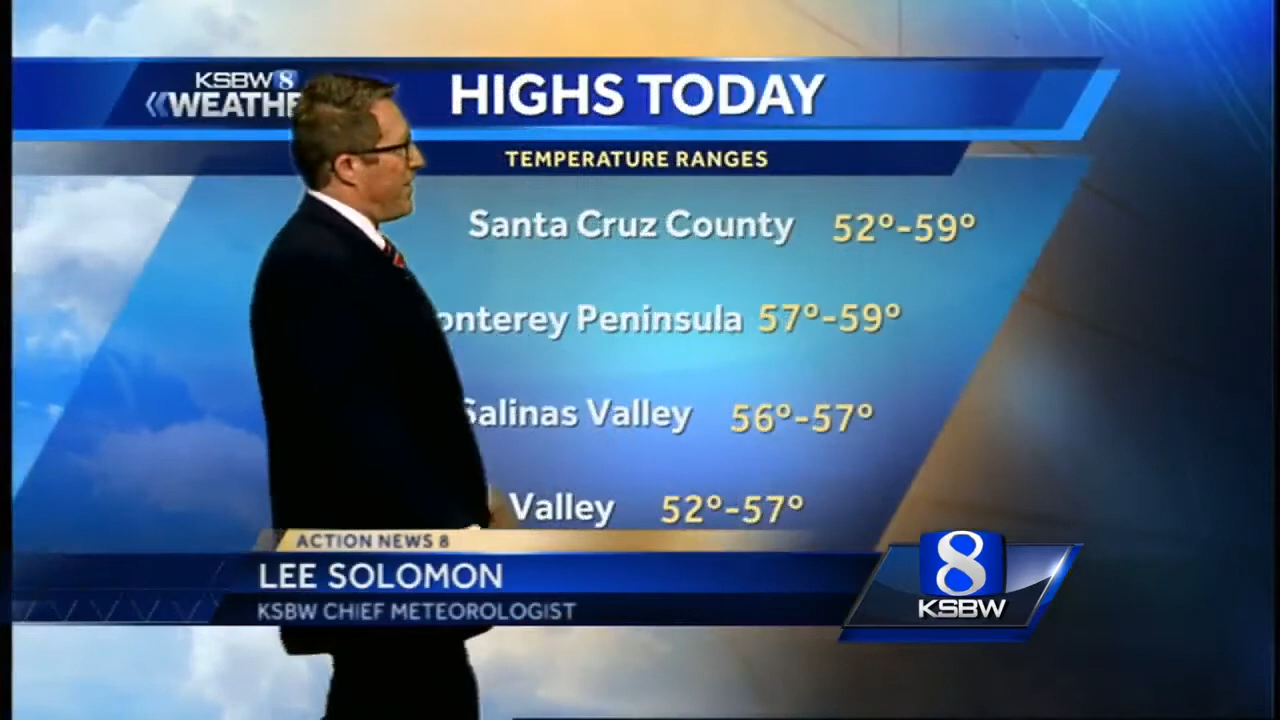 KSBW 8
WEATHE
HIGHS TODAY
TEMPERATURE RANGES
Santa Cruz County 52°-59°
onterey Peninsula 57°-59°
Salinas Valley 56°-57°
Valley 52°-57°
ACTION NEWS 8
LEE SOLOMON
KSBW CHIEF METEOROLOGIST
8
KSBW